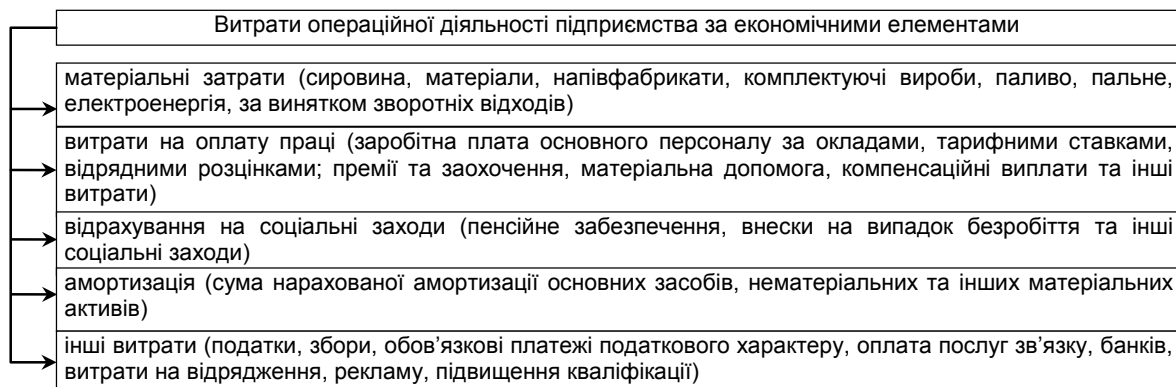 Витрати операційної діяльності підприємства за економічними елементами
матеріальні затрати (сировина, матеріали, напівфабрикати, комплектуючі вироби, паливо, пальне,
електроенергія, за винятком зворотніх відходів)
витрати на оплату праці (заробітна плата основного персоналу за окладами, тарифними ставками,
відрядними розцінками; премії та заохочення, матеріальна допомога, компенсаційні виплати та інші
витрати)
відрахування на соціальні заходи (пенсійне забезпечення, внески на випадок безробіття та інші
соціальні заходи)
амортизація (сума нарахованої амортизації основних засобів, нематеріальних та інших матеріальних
активів)
інші витрати (податки, збори, обов’язкові платежі податкового характеру, оплата послуг зв’язку, банків,
витрати на відрядження, рекламу, підвищення кваліфікації)